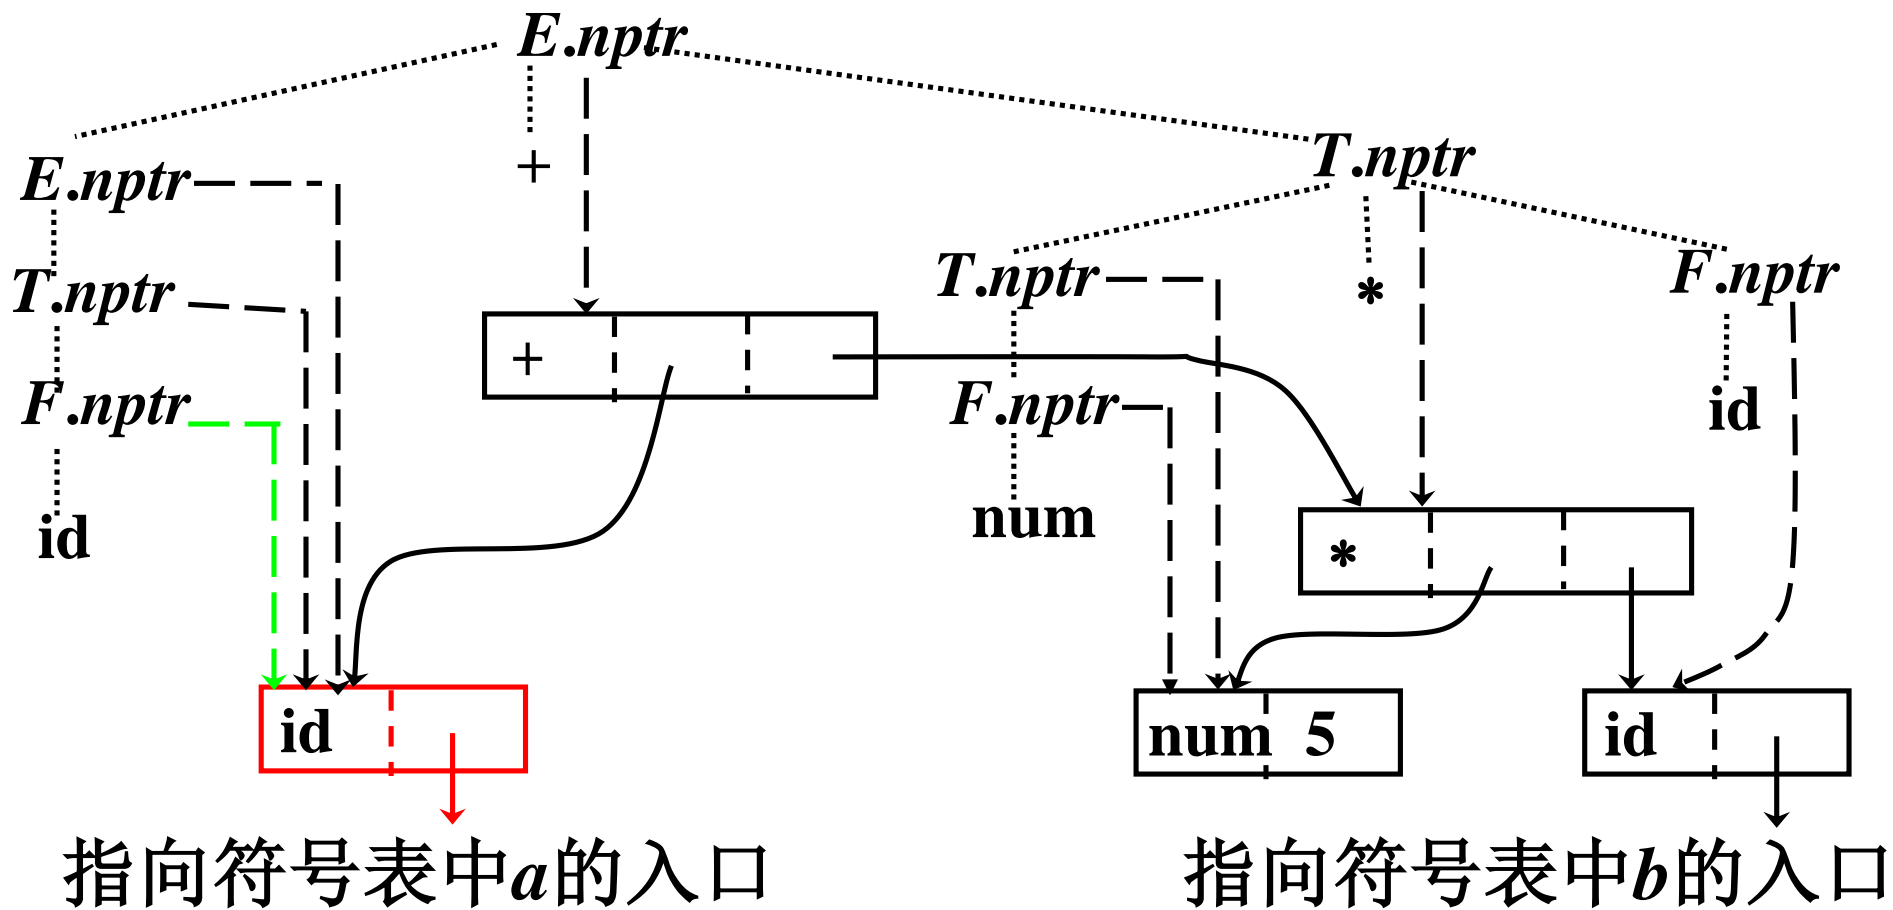 E.nptr
+
T.nptr
E.nptr
T.nptr
*
F.nptr
T.nptr
+
F.nptr
F.nptr
id
id
num
*
id
num 5
id
指向符号表中a的入口
指向符号表中b的入口